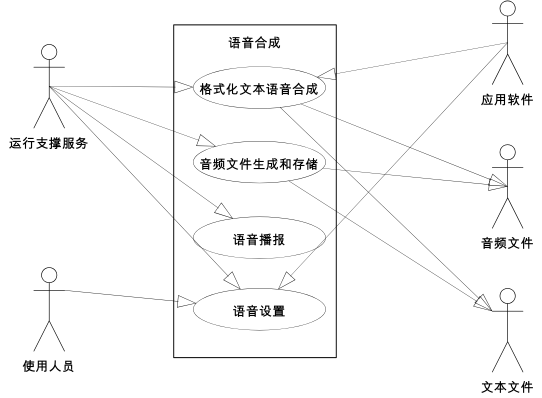 语音合成
格式化文本语音合成
应用软件
运行支撑服务
音频文件生成和存储
语音播报
音频文件
语音设置
使用人员
文本文件